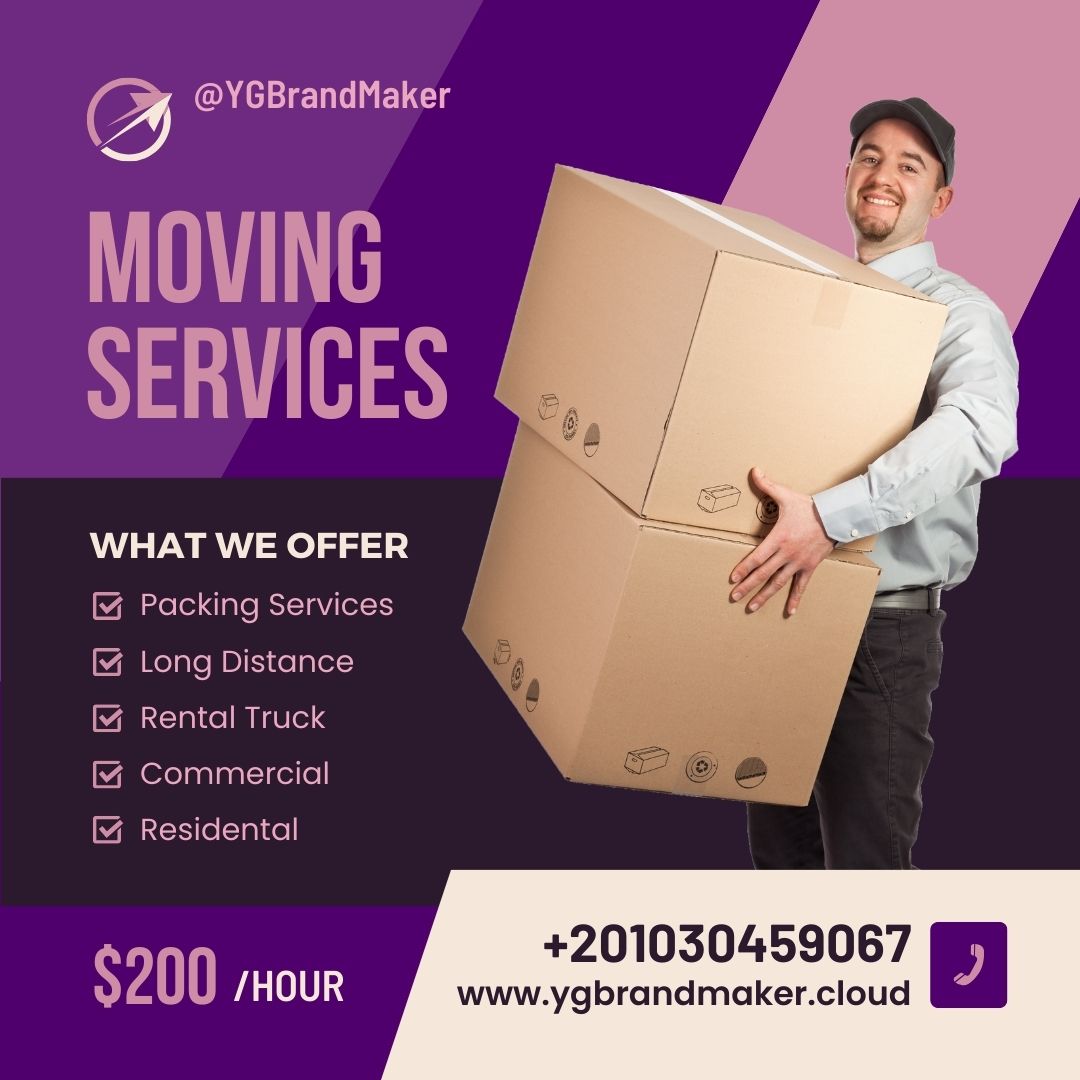 @YGBrandMaker
MOVING
SERVICES
WHAT WE OFFER
Packing Services
Long Distance
Rental Truck
Commercial
Residental
$200 /HOUR
+201030459067
www.ygbrandmaker.cloud